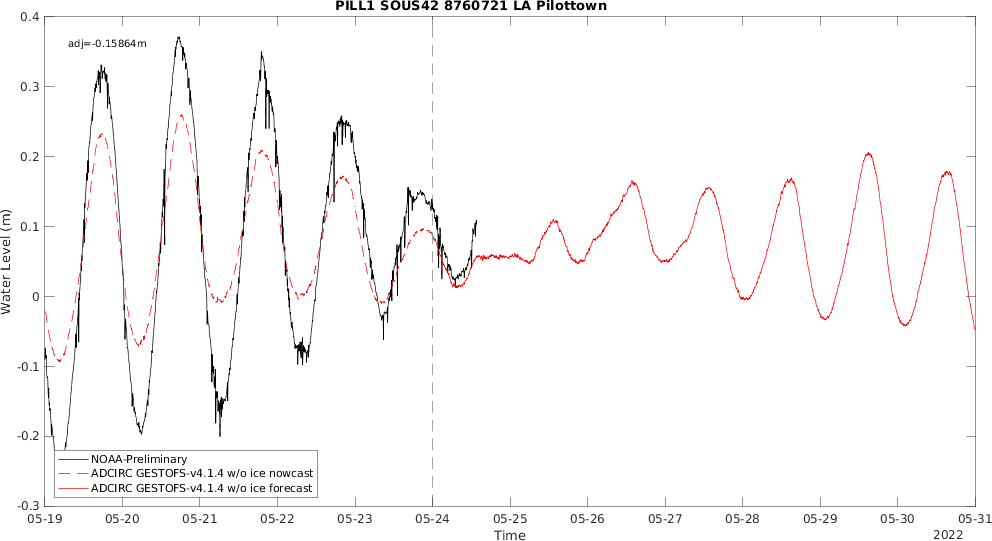 PILL1 SOUS42 8760721 LA Pilottown
adj=-0.15864m
Water Level (m)
0.4
0.3
0.2
0.1
0
-0.1
-0.2
-0.3
NOAA-Preliminary
ADCIRC GESTOFS-v4.1.4 w/o ice nowcast
ADCIRC GESTOFS-v4.1.4 w/o ice forecast
05-19 05-20 05-21 05-22 05-23 05-24 05-25 05-26 05-27 05-28 05-29 05-30 05-31
Time
2022